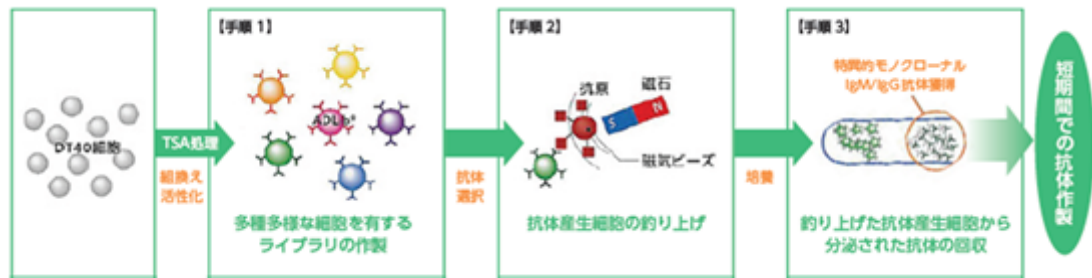 DT40細胞
TSA処理
組換え
活性化
【手順 1】
ADLib®
多種多様な細胞を有する
ライブラリの作製
抗体
選択
【手順 2】
抗原
磁石
S
N
磁気ビーズ
抗体産生細胞の釣り上げ
培養
【手順 3】
特異的モノクローナル
IgM/IgG 抗体獲得
釣り上げた抗体産生細胞から
分泌された抗体の回収
短期間での抗体作製